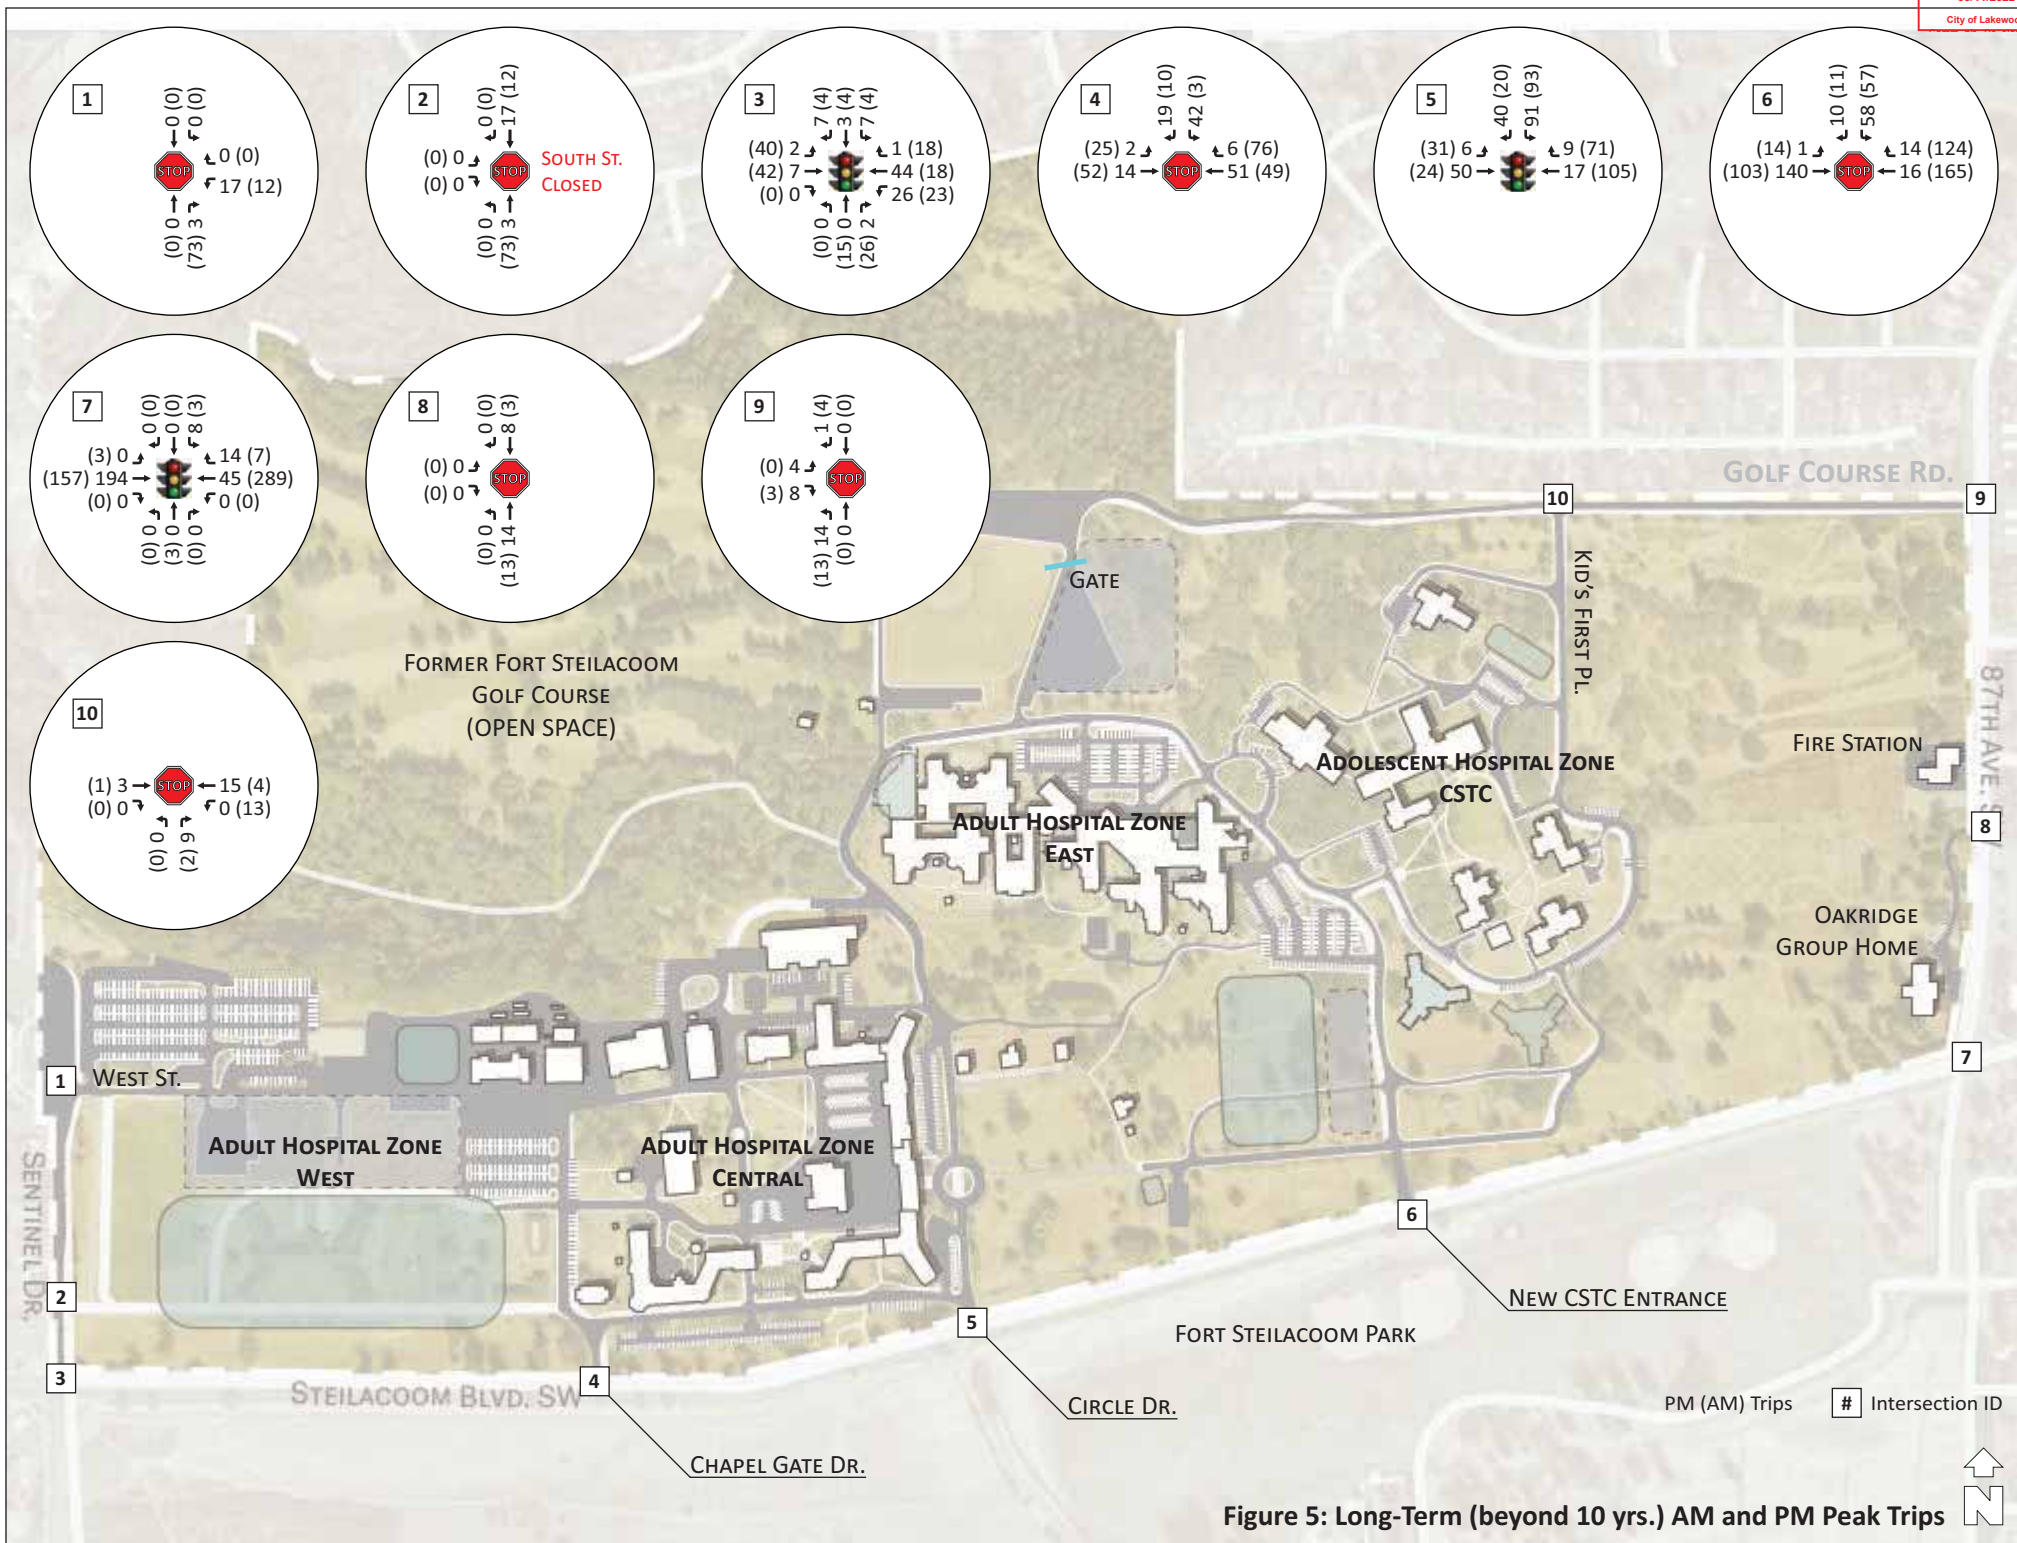 City of Lakewoo
1
0 (0)
0 (0)
0 (0)
17 (12)
(0) 0
(73) 3
STOP
2
0 (0)
17 (12)
(0) 0
(0) 0
STOP
SOUTH ST.
CLOSED
(0) 0
(73) 3
3
7 (4)
3 (4)
7 (4)
(40) 2
(42) 7
(0) 0
1 (18)
44 (18)
26 (23)
(0) 0
(15) 0
(26) 2
4
19 (10)
42 (3)
(25) 2
(52) 14
STOP
6 (76)
51 (49)
5
40 (20)
91 (93)
(31) 6
(24) 50
9 (71)
17 (105)
6
10 (11)
58 (57)
(14) 1
(103) 140
STOP
14 (124)
16 (165)
7
0 (0)
0 (0)
8 (3)
(3) 0
(157) 194
(0) 0
14 (7)
45 (289)
0 (0)
(0) 0
(3) 0
(0) 0
8
0 (0)
8 (3)
(0) 0
(0) 0
STOP
(0) 0
(13) 14
9
1 (4)
0 (0)
(0) 4
(3) 8
STOP
(13) 14
(0) 0
10
(1) 3
(0) 0
STOP
15 (4)
0 (13)
(0) 0
(2) 6
GOLF COURSE RD.
10
9
GATE
KID'S FIRST PL.
87TH AVE. SW
FORMER FORT STEILACOOM
GOLF COURSE
(OPEN SPACE)
FIRE STATION
ADOLESCENT HOSPITAL ZONE
CSTC
ADULT HOSPITAL ZONE
EAST
8
OAKRIDGE
GROUP HOME
7
1
WEST ST.
ADULT HOSPITAL ZONE
WEST
ADULT HOSPITAL ZONE
CENTRAL
SENTINEL DR.
6
2
NEW CSTC ENTRANCE
5
FORT STEILACOOM PARK
3
STEILACOOM BLVD. SW
4
CIRCLE DR.
PM (AM) Trips
# Intersection ID
CHAPEL GATE DR.
Figure 5: Long-Term (beyond 10 yrs.) AM and PM Peak Trips
N